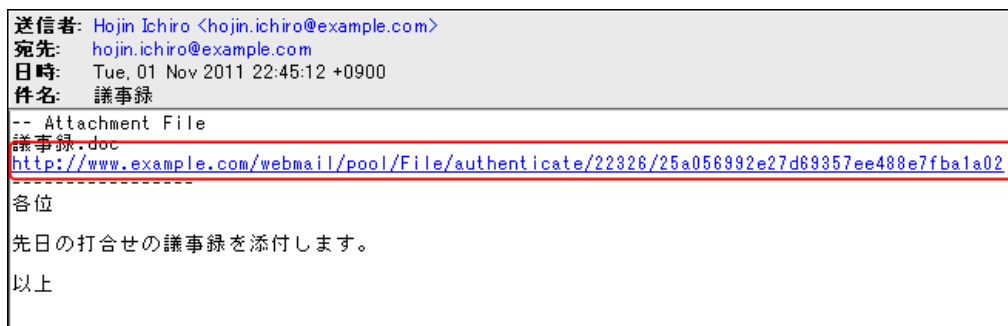 送信者: Hojin Ichiro <hojin.ichiro@example.com>
宛先: hojin.ichiro@example.com
日時: Tue, 01 Nov 2011 22:45:12 +0900
件名: 議事録
-- Attachment File
議事録.doc
http://www.example.com/webmail/pool/File/authenticate/22326/25a056992e27d69357ee488e7fba1a02
-----------------
各位
先日の打合せの議事録を添付します。
以上